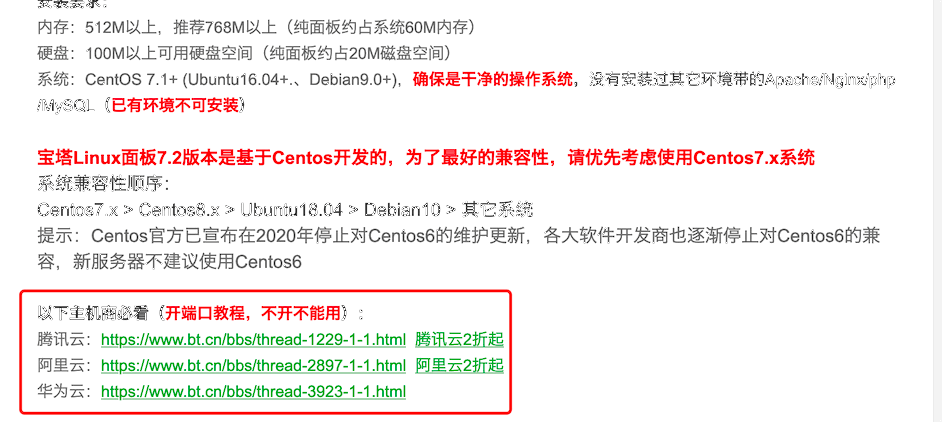 安装要求：
内存：512M以上，推荐768M以上（纯面板约占系统60M内存）
硬盘：100M以上可用硬盘空间（纯面板约占20M磁盘空间）
系统：CentOS 7.1+ (Ubuntu16.04+.、Debian9.0+)，确保是干净的操作系统，没有安装过其它环境带的Apache/Nginx/php
/MySQL（已有环境不可安装）
宝塔Linux面板7.2版本是基于Centos开发的，为了最好的兼容性，请优先考虑使用Centos7.x系统
系统兼容性顺序：
Centos7.x > Centos8.x > Ubuntu18.04 > Debian10 > 其它系统
提示：Centos官方已宣布在2020年停止对Centos6的维护更新，各大软件开发商也逐渐停止对Centos6的兼
容，新服务器不建议使用Centos6
以下主机商必看（开端口教程，不开不能用）：
腾讯云：https://www.bt.cn/bbs/thread-1229-1-1.html 腾讯云2折起
阿里云：https://www.bt.cn/bbs/thread-2897-1-1.html 阿里云2折起
华为云：https://www.bt.cn/bbs/thread-3923-1-1.html